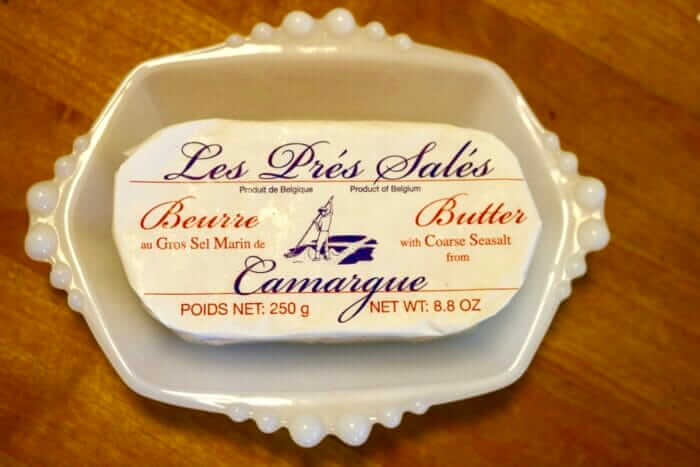 Les Prés Salés
Produit de Belgique Product of Belgium
Beurre Butter
au Gros Sel Marin de with Coarse Seasalt
from
Camargue
POIDS NET: 250 g NET WT: 8.8 OZ